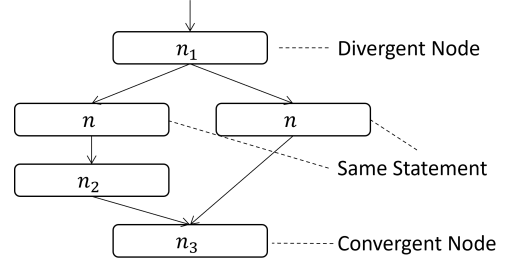 n₁
Divergent Node
n
n
Same Statement
n₂
n₃
Convergent Node